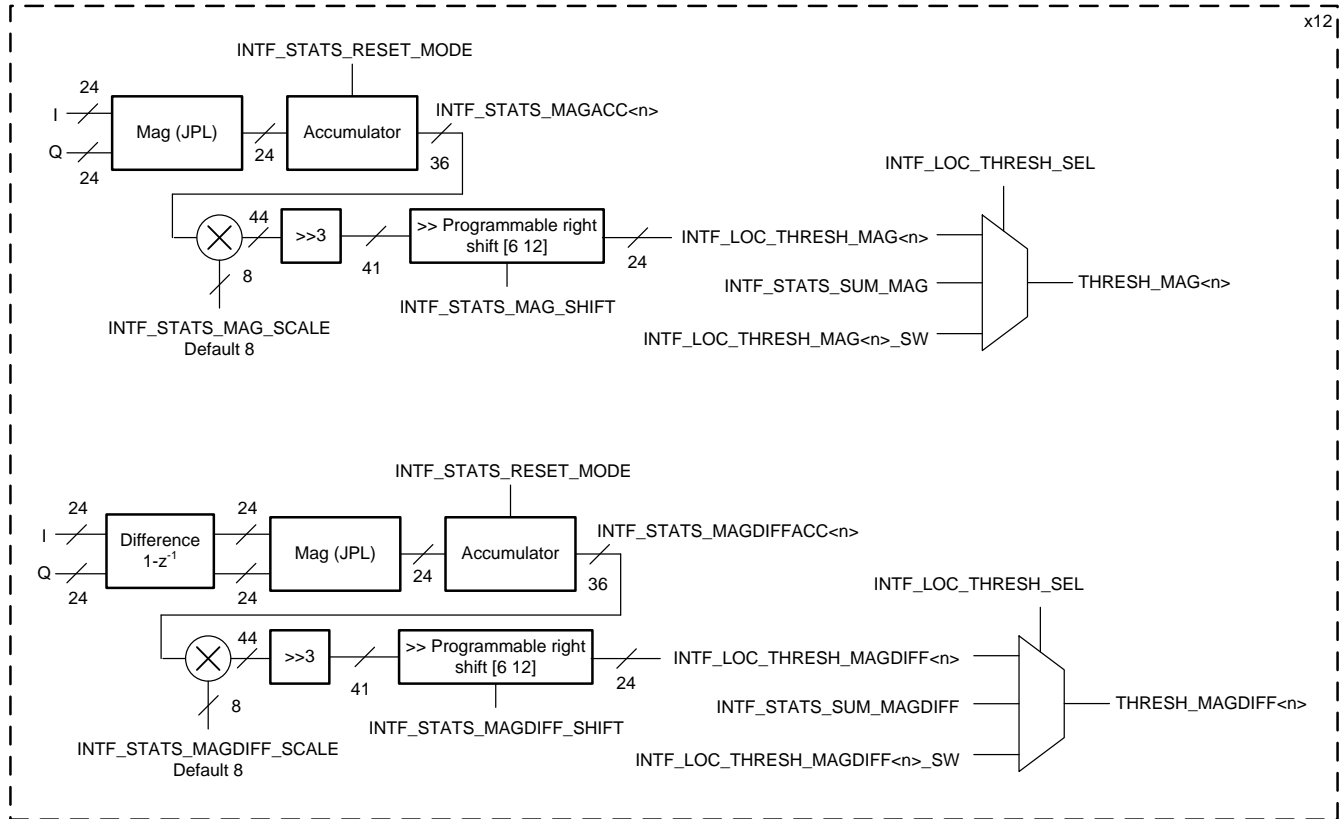 x12
INTF_STATS_RESET_MODE
24
I
Mag (JPL)
24
Accumulator
INTF_STATS_MAGACC<n>
36
Q
24
INTF_LOC_THRESH_SEL
44
>>3
41
>> Programmable right
shift [6 12]
24
INTF_LOC_THRESH_MAG<n>
8
INTF_STATS_MAG_SHIFT
INTF_STATS_SUM_MAG
THRESH_MAG<n>
INTF_STATS_MAG_SCALE
Default 8
INTF_LOC_THRESH_MAG<n>_SW
INTF_STATS_RESET_MODE
24
I
Difference
1-z-1
24
Mag (JPL)
24
Accumulator
INTF_STATS_MAGDIFFACC<n>
36
Q
24
24
INTF_LOC_THRESH_SEL
44
>>3
41
>> Programmable right
shift [6 12]
24
INTF_LOC_THRESH_MAGDIFF<n>
8
INTF_STATS_MAGDIFF_SHIFT
INTF_STATS_SUM_MAGDIFF
THRESH_MAGDIFF<n>
INTF_STATS_MAGDIFF_SCALE
Default 8
INTF_LOC_THRESH_MAGDIFF<n>_SW